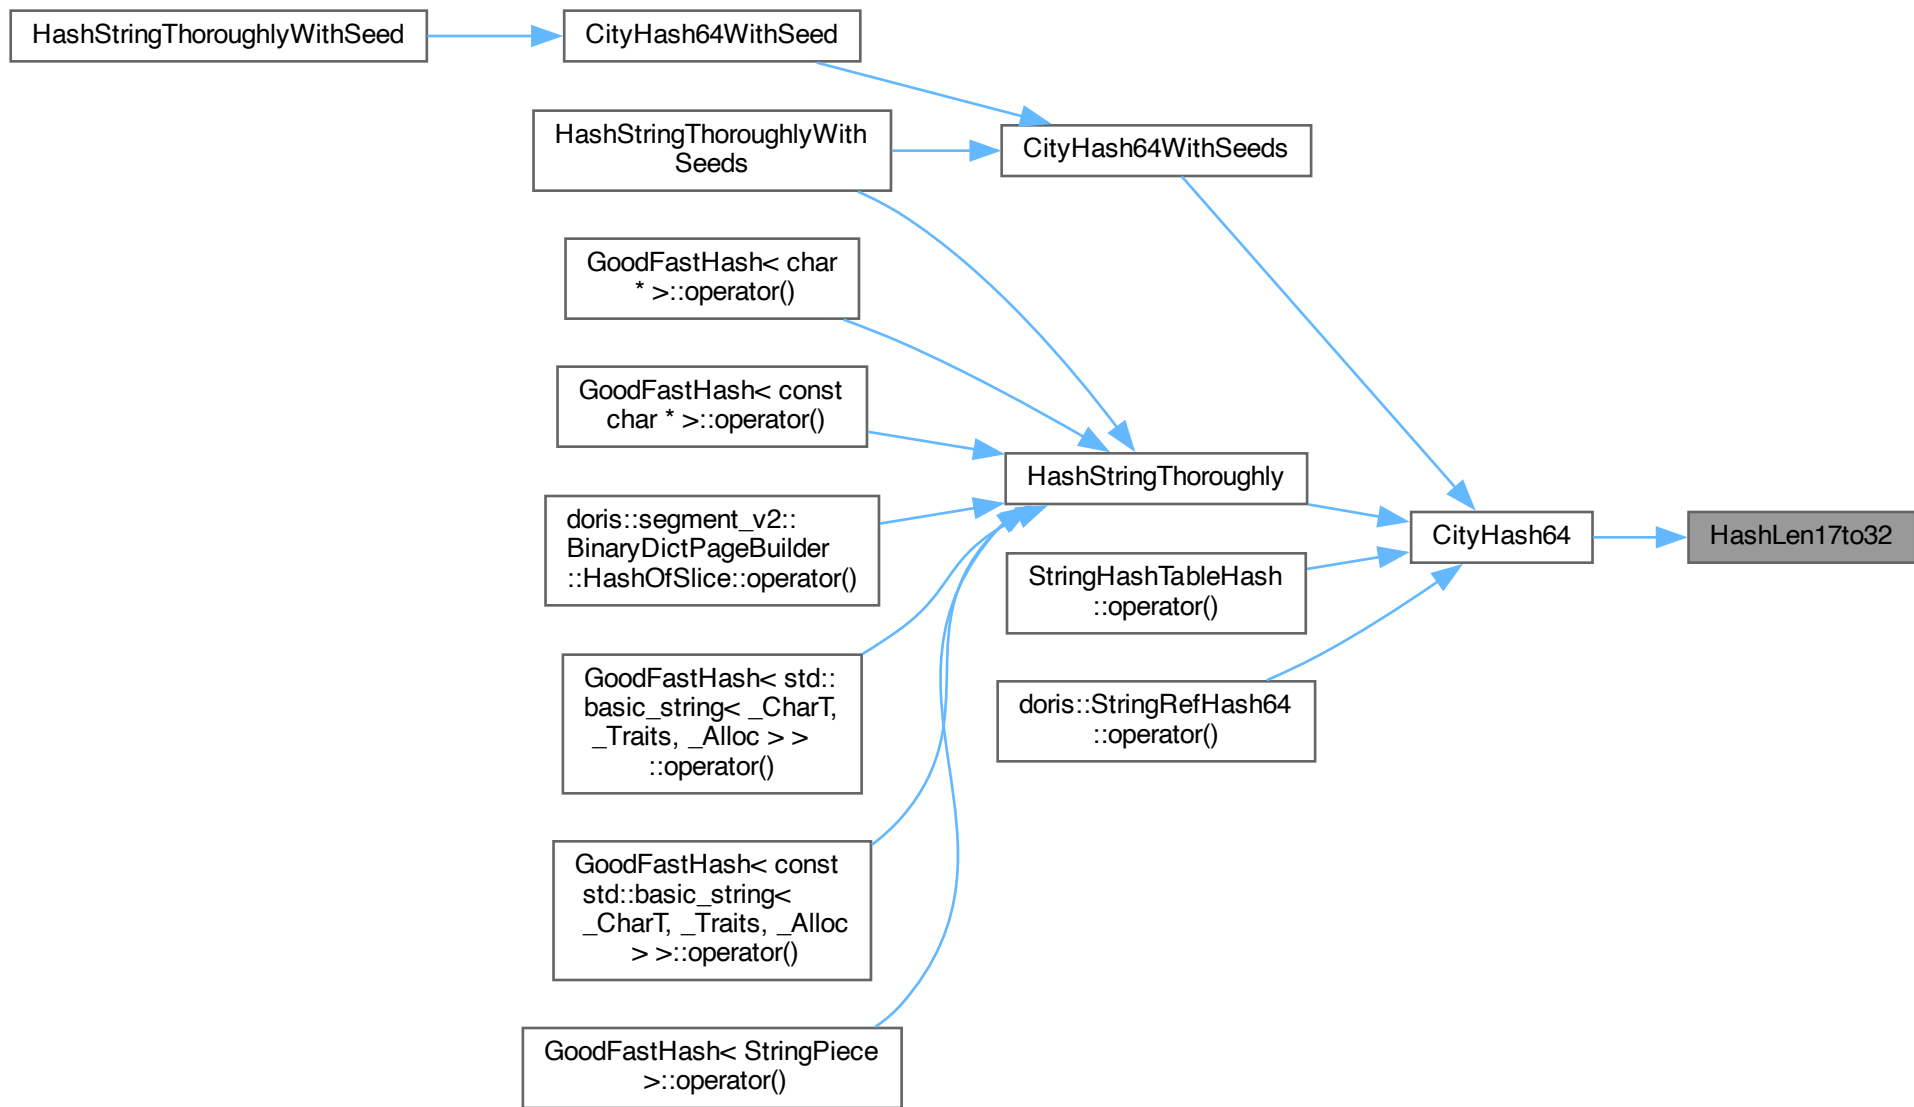 HashStringThoroughlyWithSeed
CityHash64WithSeed
HashStringThoroughlyWith
Seeds
CityHash64WithSeeds
GoodFastHash< char
* >::operator()
GoodFastHash< const
char * >::operator()
HashStringThoroughly
doris::segment_v2::
BinaryDictPageBuilder
::HashOfSlice::operator()
CityHash64
HashLen17to32
StringHashTableHash
::operator()
GoodFastHash< std::
basic_string< _CharT,
_Traits, _Alloc > >
::operator()
doris::StringRefHash64
::operator()
GoodFastHash< const
std::basic_string<
_CharT, _Traits, _Alloc
> >::operator()
GoodFastHash< StringPiece
>::operator()